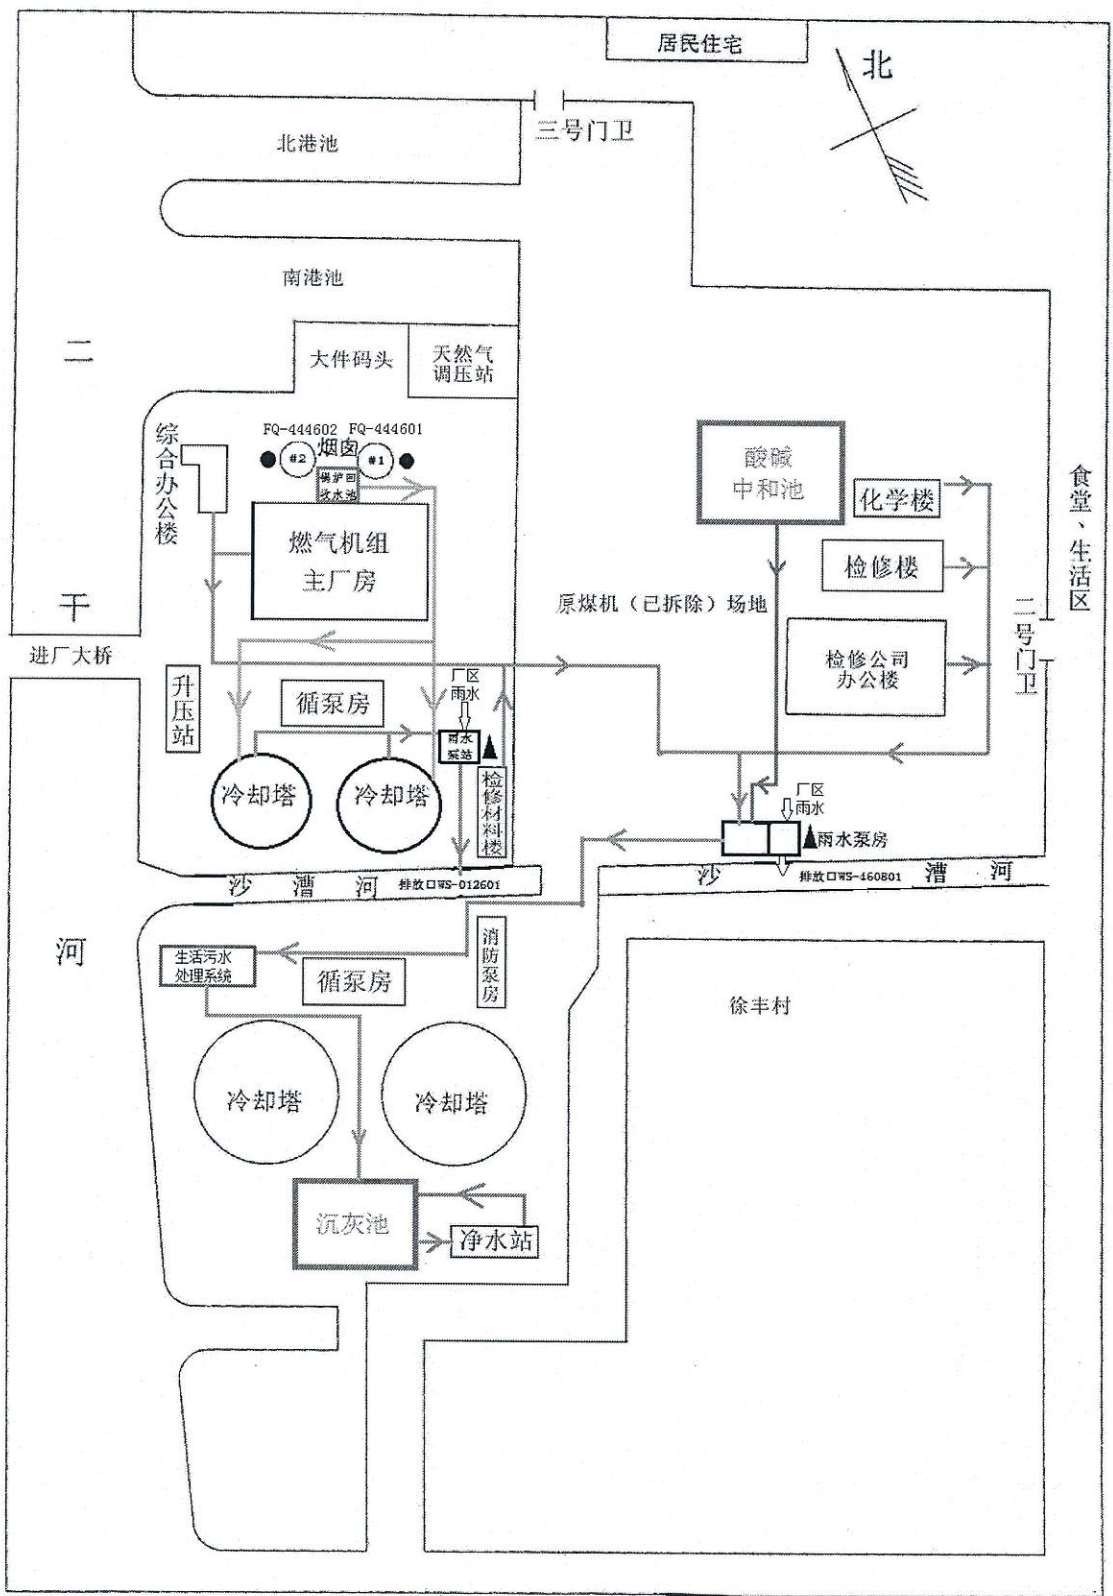 居民住宅
北
三号门卫
北港池
南港池
二
干
河
大件码头
天然气
调压站
综合办公楼
FQ-444602
FQ-444601
烟囱
#2
#1
锅炉回
收水池
燃气机组
主厂房
酸碱
中和池
化学楼
检修楼
检修公司
办公楼
食堂、生活区
二号门卫
原煤机（已拆除）场地
进厂大桥
升压站
循泵房
厂区
雨水
雨水
泵站
冷却塔
冷却塔
检修材料楼
厂区
雨水
雨水泵房
沙漕河
排放口WS-012601
沙
排放口WS-460801
漕河
生活污水
处理系统
循泵房
消防泵房
徐丰村
冷却塔
冷却塔
沉灰池
净水站